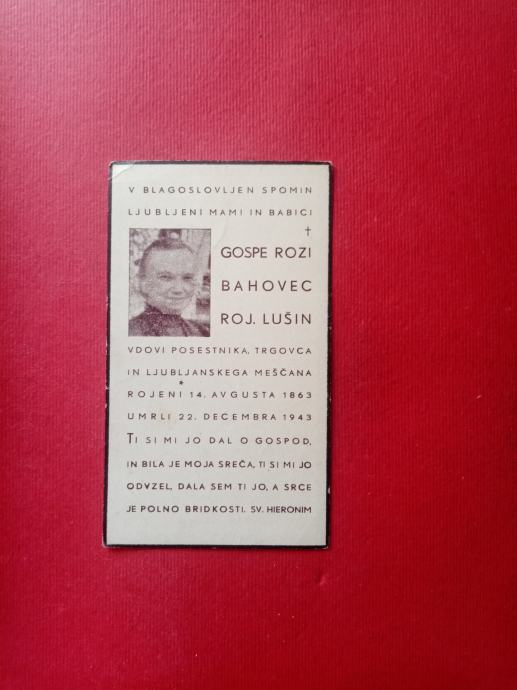 V BLAGOSLOVLJEN SPOMIN
LJUBLJENI MAMI IN BABICI
†
GOSPE ROZI
BAHOVEC
ROJ. LUŠIN
VDOVI POSESTNIKA, TRGOVCA
IN LJUBLJANSKEGA MEŠČANA
*
ROJENI 14. AVGUSTA 1863
UMRLI 22. DECEMBRA 1943
TI SI MI JO DAL O GOSPOD,
IN BILA JE MOJA SREČA, TI SI MI JO
ODVZEL, DALA SEM TI JO, A SRCE
JE POLNO BRIDKOSTI. SV. HIERONIM